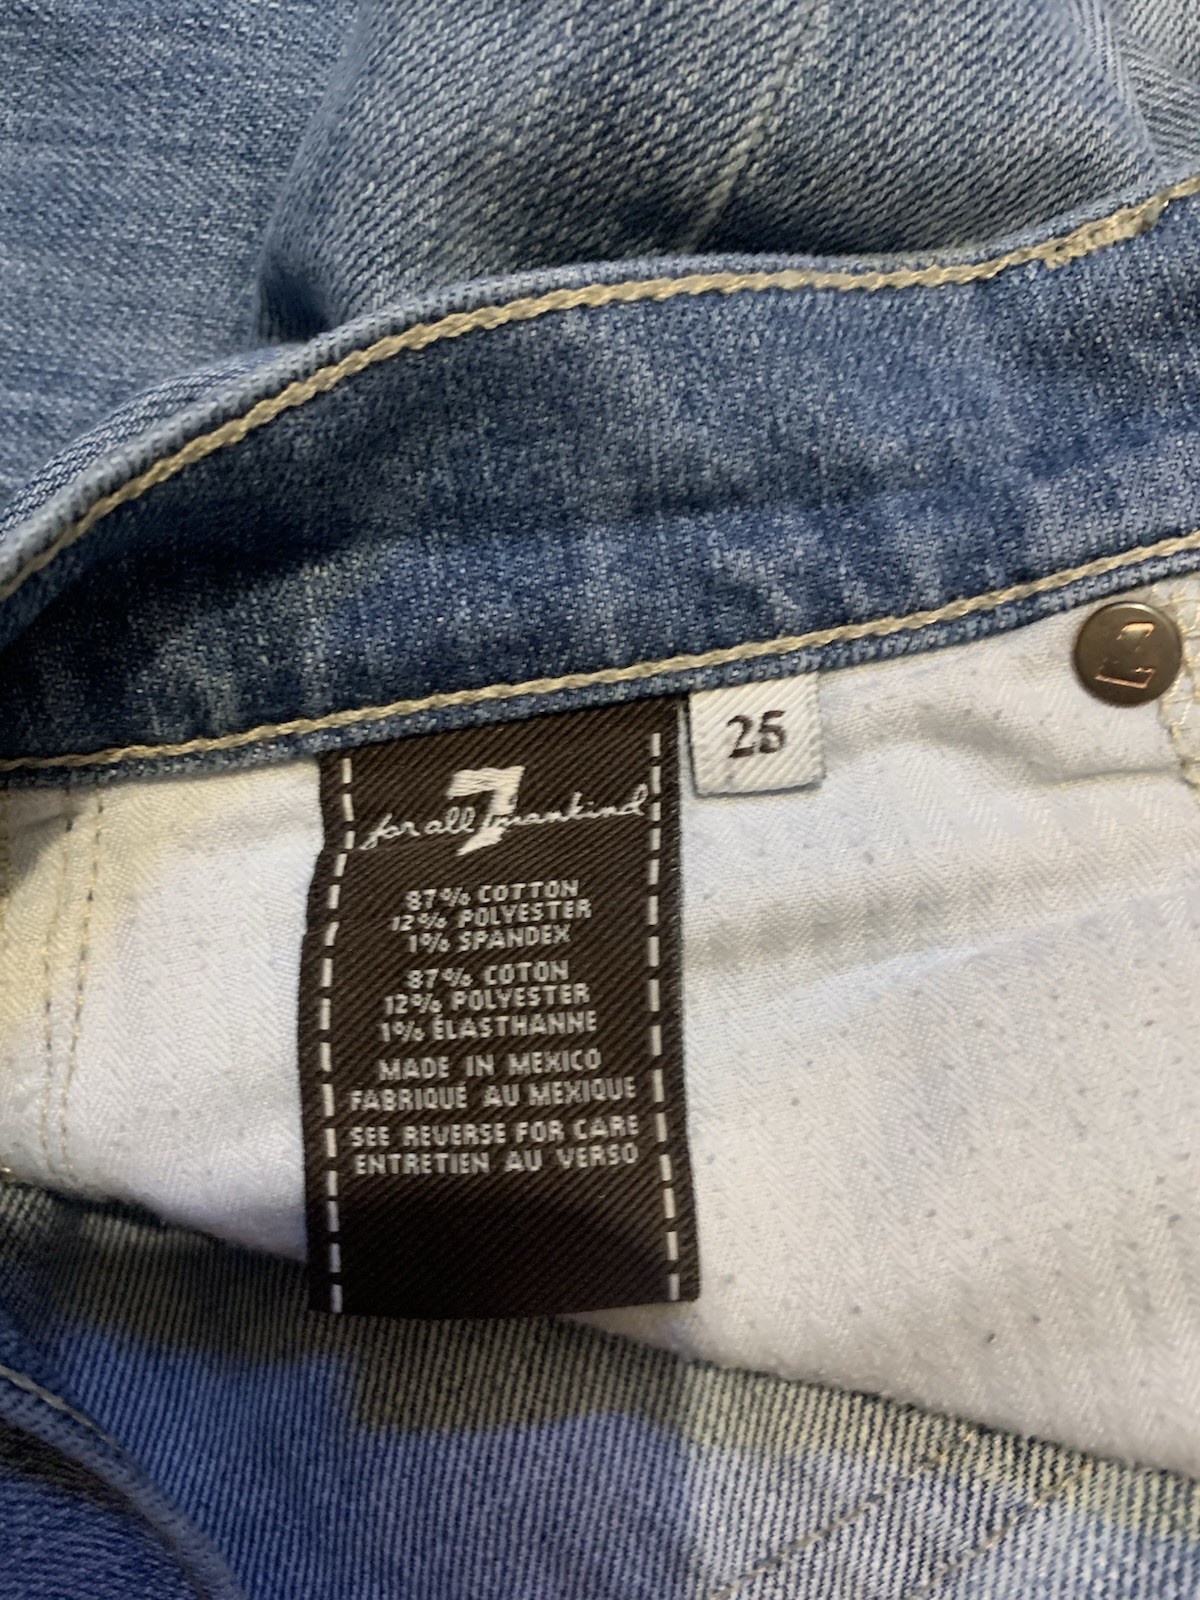 7
for all mankind
25
87% COTTON
12% POLYESTER
1% SPANDEX
87% COTON
12% POLYESTER
1% ÉLASTHANNE
MADE IN MEXICO
FABRIQUÉ AU MEXIQUE
SEE REVERSE FOR CARE
ENTRETIEN AU VERSO
7